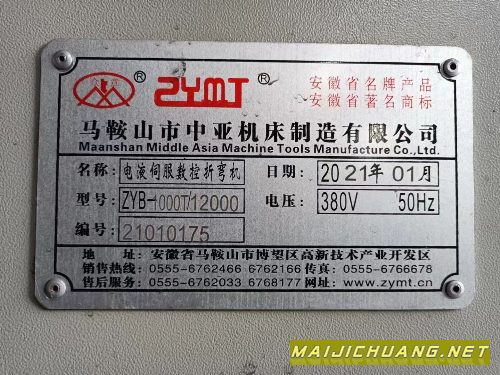 ® ZYMT ®
安徽省名牌产品
安徽省著名商标
马鞍山市中亚机床制造有限公司
Maanshan Middle Asia Machine Tools Manufacture Co.,Ltd.
名称: 电液伺服数控折弯机 日期: 2021年 01月
型号: ZYB-1000T/12000 电压: 380V 50Hz
编号: 21010175
地 址: 安徽省马鞍山市博望区高新技术产业开发区
销售热线: 0555-6762466 6762166 传真: 0555-6766678
售后服务: 0555-6762033 6768177 网址: www.zymt.cn
MAIJICHUANG.NET